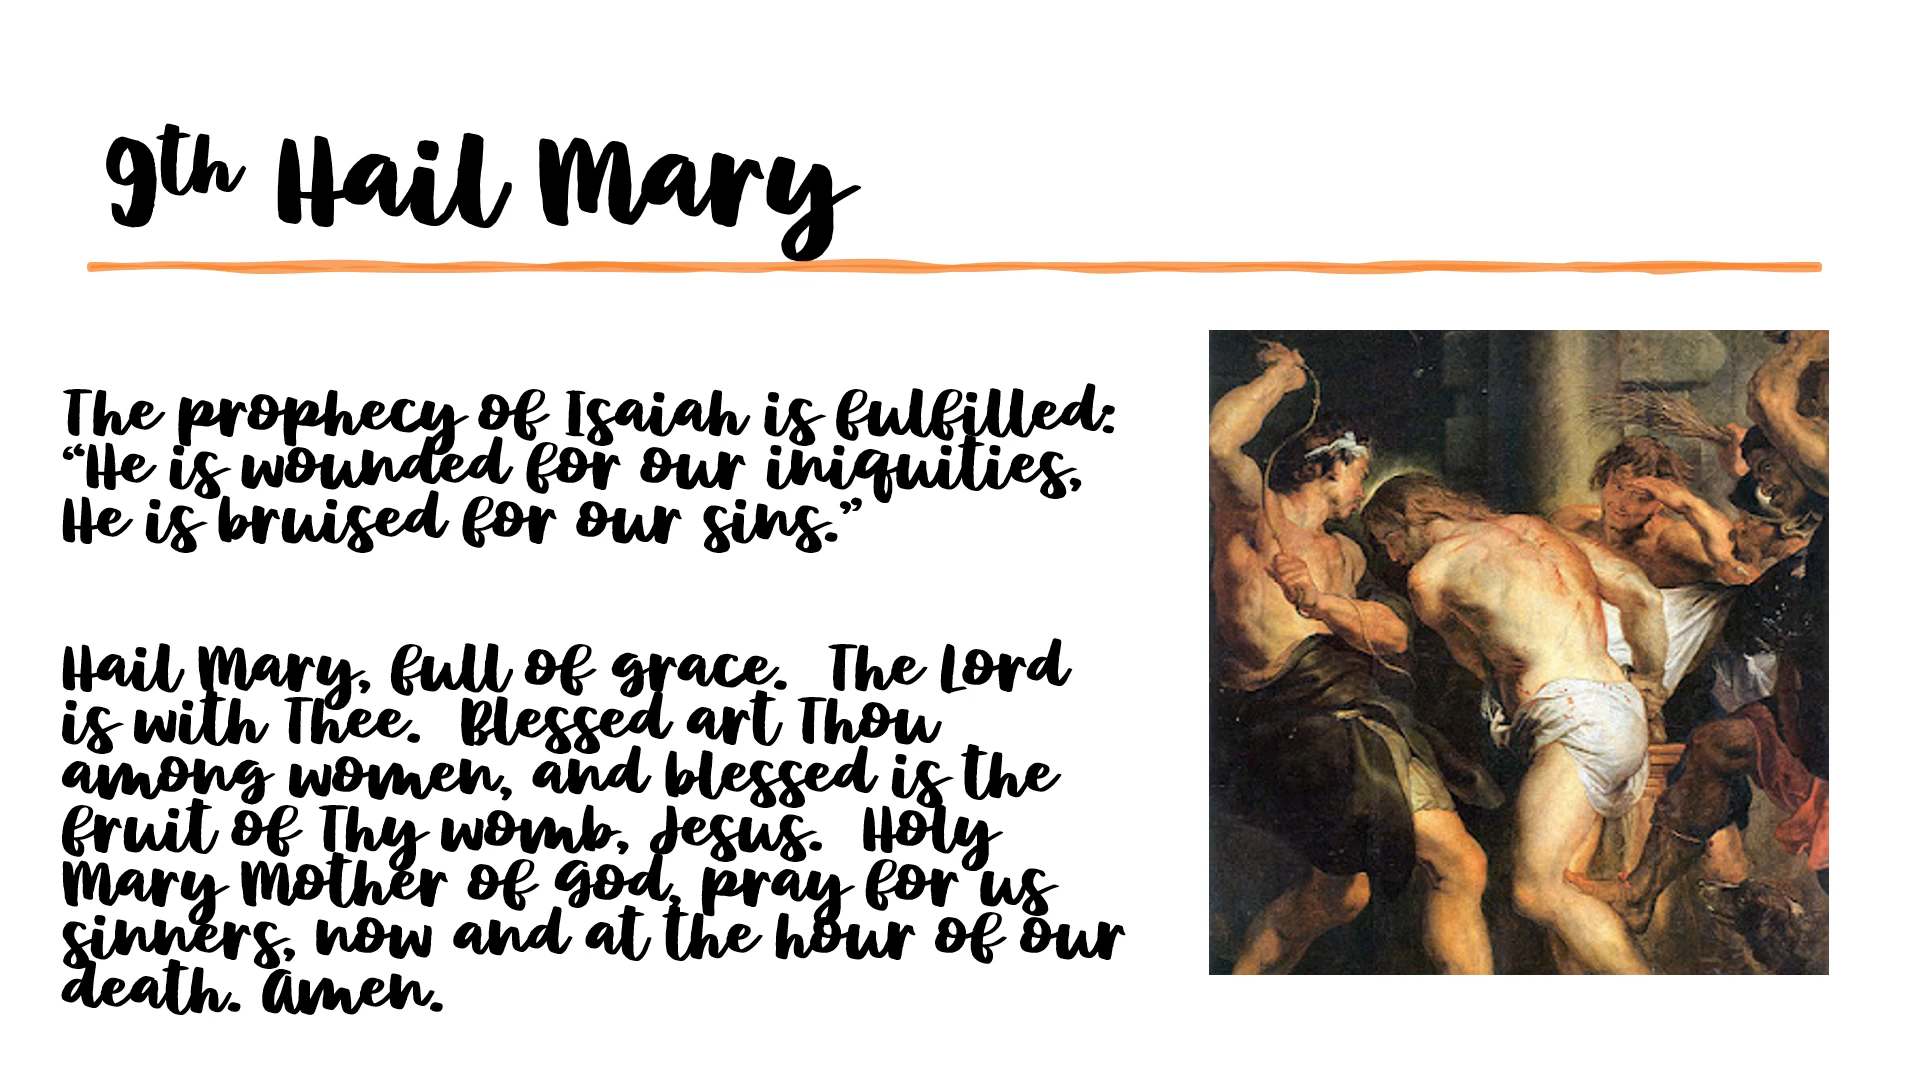 9th Hail Mary
The prophecy of Isaiah is fulfilled:
“He is wounded for our iniquities,
He is bruised for our sins.”
Hail Mary, full of grace.  The Lord
is with Thee.  Blessed art Thou
among women, and blessed is the
fruit of Thy womb, Jesus.  Holy
Mary Mother of God, pray for us
sinners, now and at the hour of our
death. Amen.